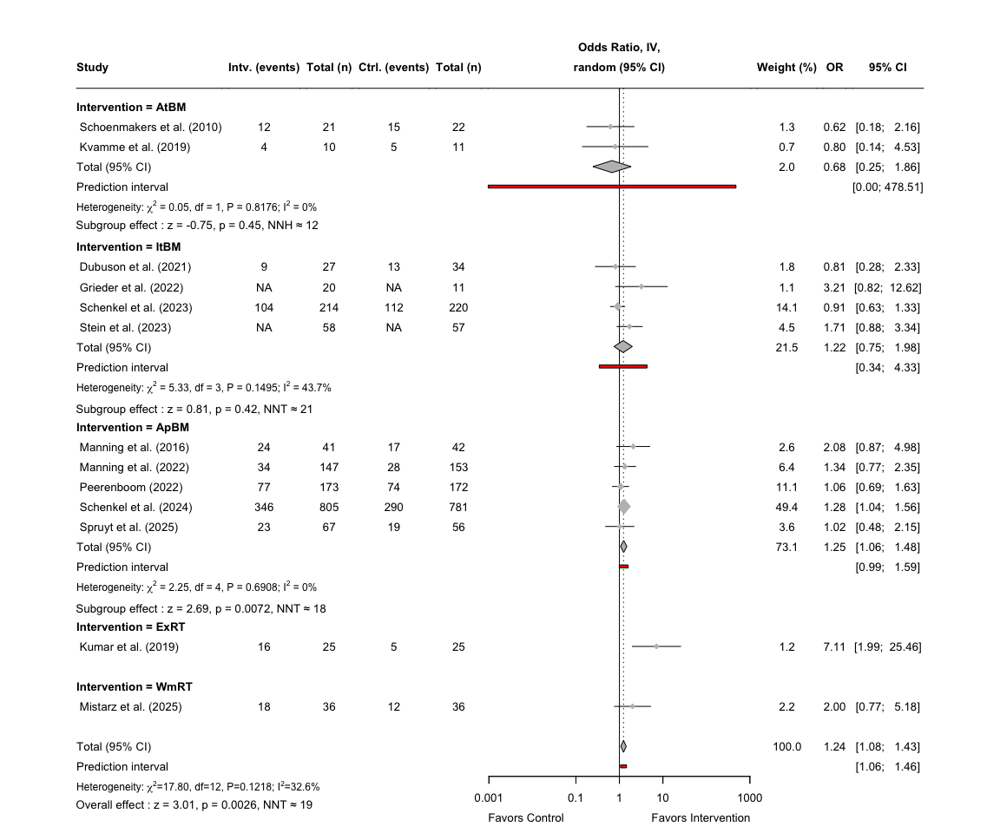 Odds Ratio, IV,
Study Intv. (events) Total (n) Ctrl. (events) Total (n) random (95% CI) Weight (%) OR 95% CI
Intervention = AtBM
Schoenmakers et al. (2010) 12 21 15 22 1.3 0.62 [0.18; 2.16]
Kvamme et al. (2019) 4 10 5 11 0.7 0.80 [0.14; 4.53]
Total (95% CI) 2.0 0.68 [0.25; 1.86]
Prediction interval [0.00; 478.51]
Heterogeneity: χ² = 0.05, df = 1, P = 0.8176; I² = 0%
Subgroup effect : z = -0.75, p = 0.45, NNH ≈ 12
Intervention = ItBM
Dubuson et al. (2021) 9 27 13 34 1.8 0.81 [0.28; 2.33]
Grieder et al. (2022) NA 20 NA 11 1.1 3.21 [0.82; 12.62]
Schenkel et al. (2023) 104 214 112 220 14.1 0.91 [0.63; 1.33]
Stein et al. (2023) NA 58 NA 57 4.5 1.71 [0.88; 3.34]
Total (95% CI) 21.5 1.22 [0.75; 1.98]
Prediction interval [0.34; 4.33]
Heterogeneity: χ² = 5.33, df = 3, P = 0.1495; I² = 43.7%
Subgroup effect : z = 0.81, p = 0.42, NNT ≈ 21
Intervention = ApBM
Manning et al. (2016) 24 41 17 42 2.6 2.08 [0.87; 4.98]
Manning et al. (2022) 34 147 28 153 6.4 1.34 [0.77; 2.35]
Peerenboom (2022) 77 173 74 172 11.1 1.06 [0.69; 1.63]
Schenkel et al. (2024) 346 805 290 781 49.4 1.28 [1.04; 1.56]
Spruyt et al. (2025) 23 67 19 56 3.6 1.02 [0.48; 2.15]
Total (95% CI) 73.1 1.25 [1.06; 1.48]
Prediction interval [0.99; 1.59]
Heterogeneity: χ² = 2.25, df = 4, P = 0.6908; I² = 0%
Subgroup effect : z = 2.69, p = 0.0072, NNT ≈ 18
Intervention = ExRT
Kumar et al. (2019) 16 25 5 25 1.2 7.11 [1.99; 25.46]
Intervention = WmRT
Mistarz et al. (2025) 18 36 12 36 2.2 2.00 [0.77; 5.18]
Total (95% CI) 100.0 1.24 [1.08; 1.43]
Prediction interval [1.06; 1.46]
Heterogeneity: χ²=17.80, df=12, P=0.1218; I²=32.6%
Overall effect : z = 3.01, p = 0.0026, NNT ≈ 19
0.001 0.1 1 10 1000
Favors Control Favors Intervention